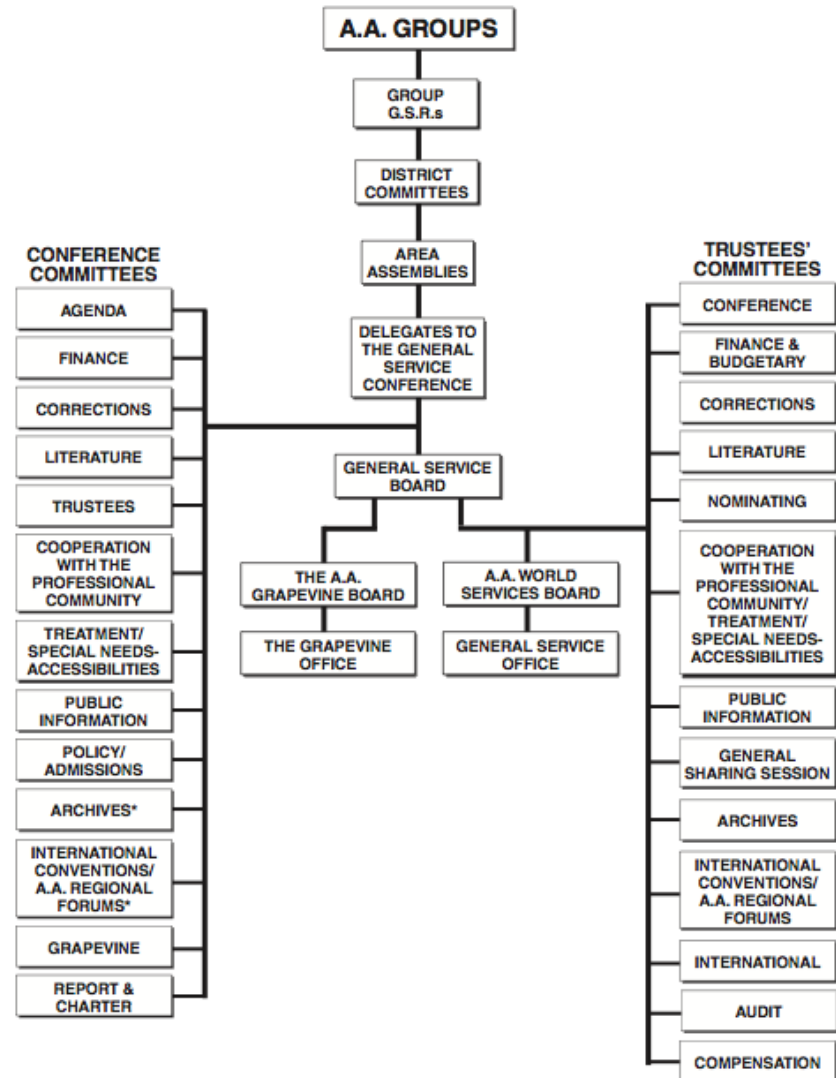 A.A. GROUPS
GROUP
G.S.R.s
DISTRICT
COMMITTEES
AREA
ASSEMBLIES
DELEGATES TO
THE GENERAL
SERVICE
CONFERENCE
GENERAL SERVICE
BOARD
THE A.A.
GRAPEVINE BOARD
THE GRAPEVINE
OFFICE
A.A. WORLD
SERVICES BOARD
GENERAL SERVICE
OFFICE
CONFERENCE
COMMITTEES
AGENDA
FINANCE
CORRECTIONS
LITERATURE
TRUSTEES
COOPERATION
WITH THE
PROFESSIONAL
COMMUNITY
TREATMENT/
SPECIAL NEEDS-
ACCESSIBILITIES
PUBLIC
INFORMATION
POLICY/
ADMISSIONS
ARCHIVES*
INTERNATIONAL
CONVENTIONS/
A.A. REGIONAL
FORUMS*
GRAPEVINE
REPORT &
CHARTER
TRUSTEES'
COMMITTEES
CONFERENCE
FINANCE &
BUDGETARY
CORRECTIONS
LITERATURE
NOMINATING
COOPERATION
WITH THE
PROFESSIONAL
COMMUNITY/
TREATMENT/
SPECIAL NEEDS-
ACCESSIBILITIES
PUBLIC
INFORMATION
GENERAL
SHARING SESSION
ARCHIVES
INTERNATIONAL
CONVENTIONS/
A.A. REGIONAL
FORUMS
INTERNATIONAL
AUDIT
COMPENSATION